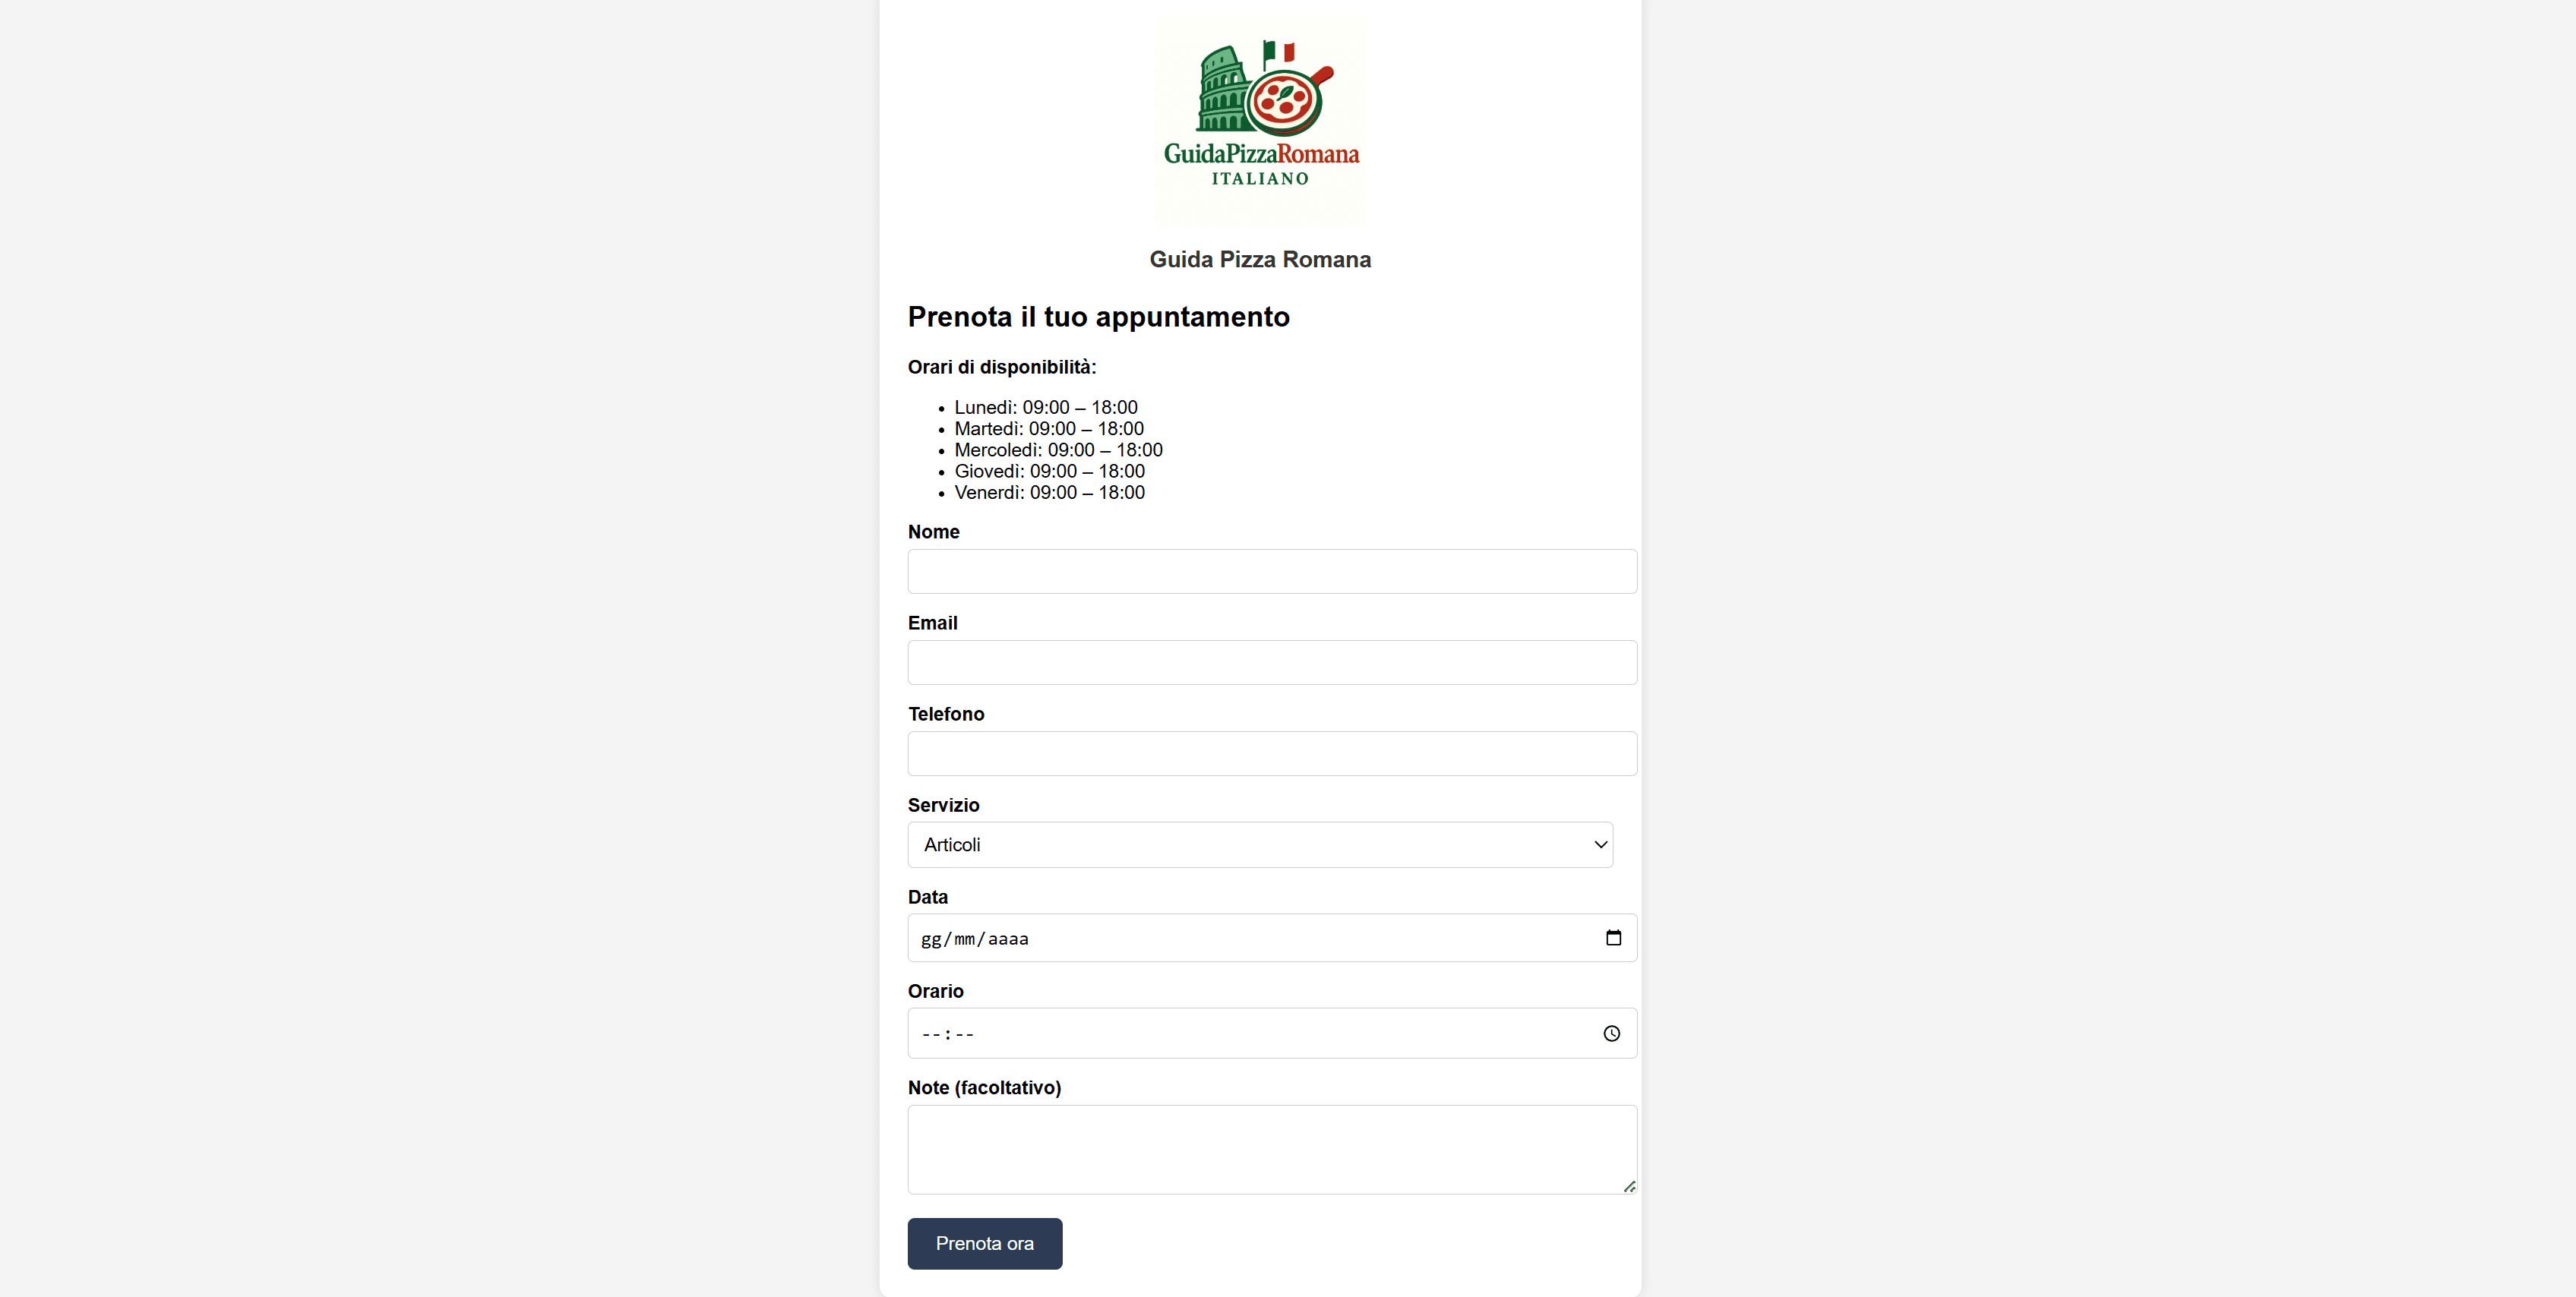 GuidaPizzaRomana
ITALIANO
Guida Pizza Romana
Prenota il tuo appuntamento
Orari di disponibilità:
Lunedì: 09:00 – 18:00
Martedì: 09:00 – 18:00
Mercoledì: 09:00 – 18:00
Giovedì: 09:00 – 18:00
Venerdì: 09:00 – 18:00
Nome
Email
Telefono
Servizio
Articoli
Data
gg/mm/aaaa
Orario
--:--
Note (facoltativo)
Prenota ora